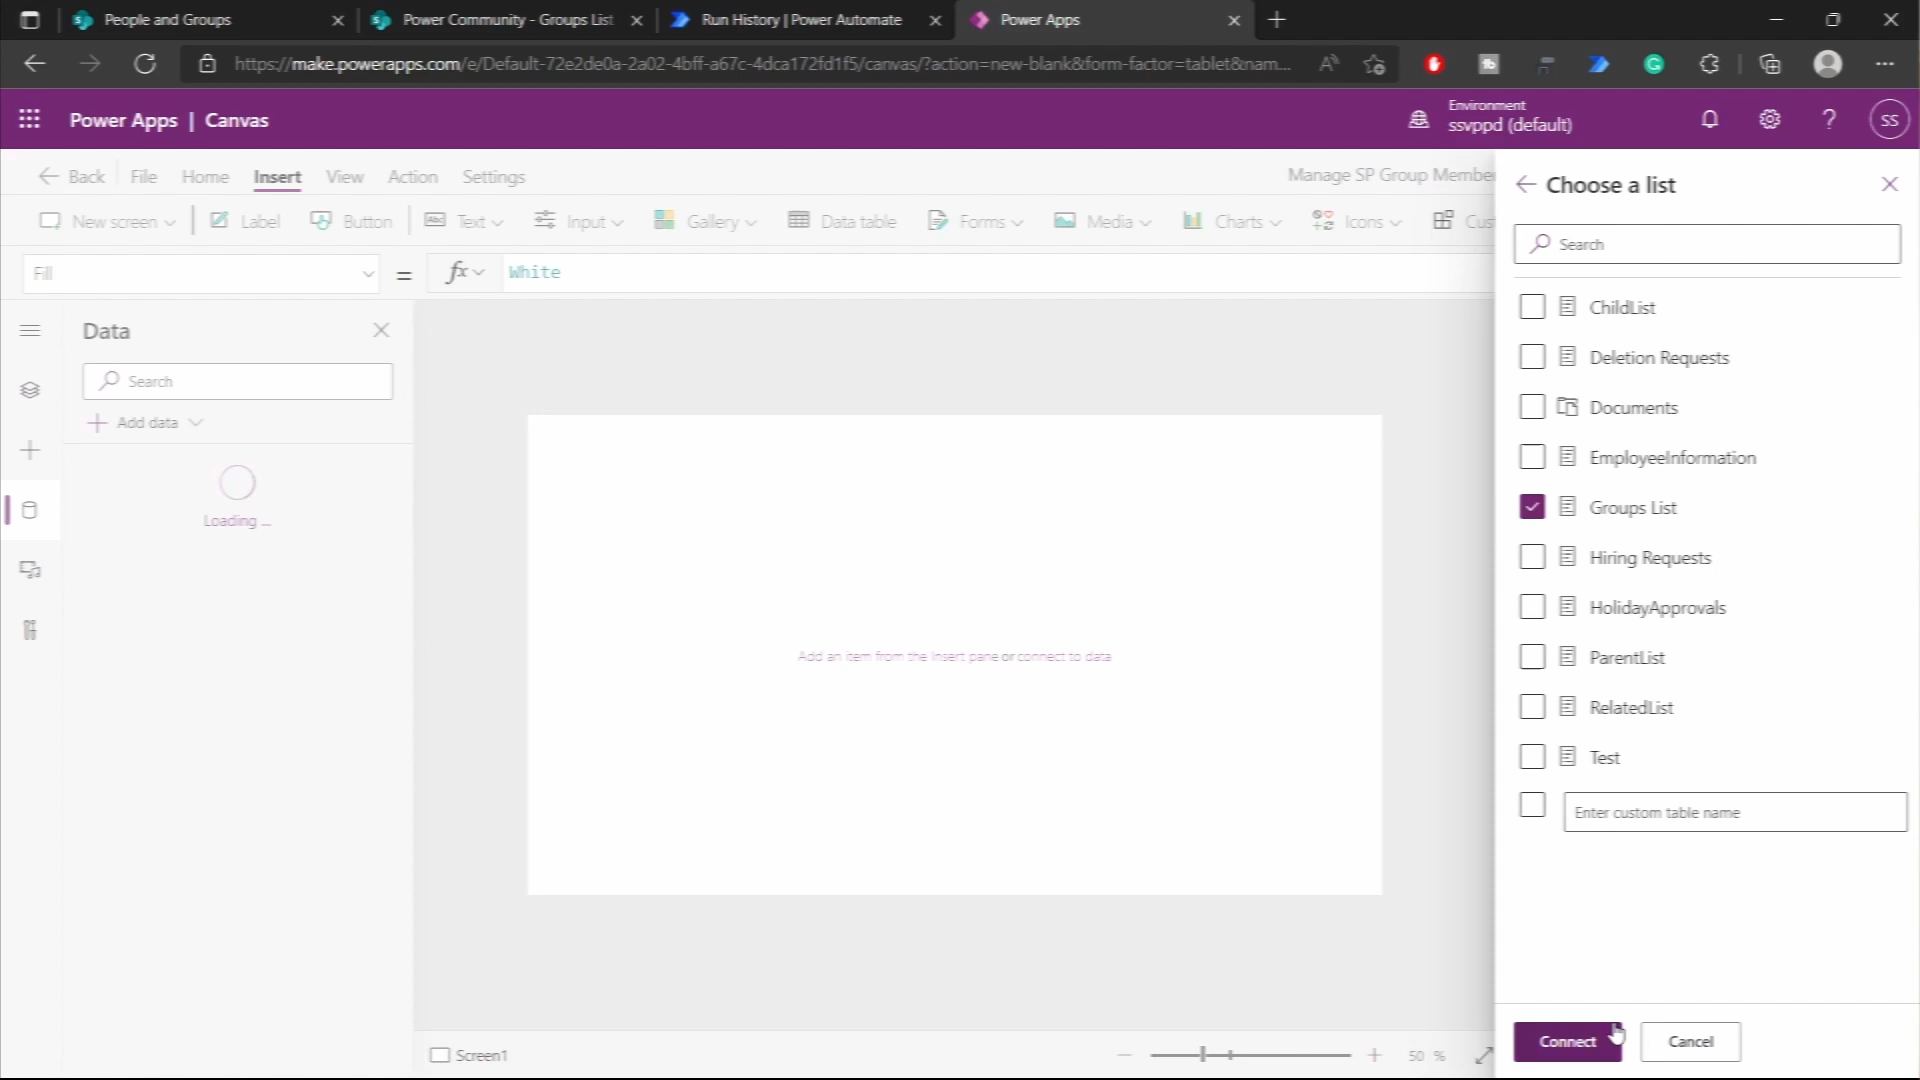 People and Groups
Power Community - Groups List
Run History | Power Automate
Power Apps
https://make.powerapps.com/e/Default-72e2de0a-2a02-4bff-a67c-4dca172fd1f5/canvas/?action=new-blank&form-factor=tablet&nam...
Power Apps | Canvas
Environment
ssvppd (default)
SS
Back File Home Insert View Action Settings
Manage SP Group Membe
New screen Label Button Text Input Gallery Data table Forms Media Charts Icons Cust
Fill = fx White
Data
Search
Add data
Loading ...
Add an item from the Insert pane or connect to data
Screen1
50 %
Choose a list
Search
ChildList
Deletion Requests
Documents
EmployeeInformation
Groups List
Hiring Requests
HolidayApprovals
ParentList
RelatedList
Test
Enter custom table name
Connect Cancel